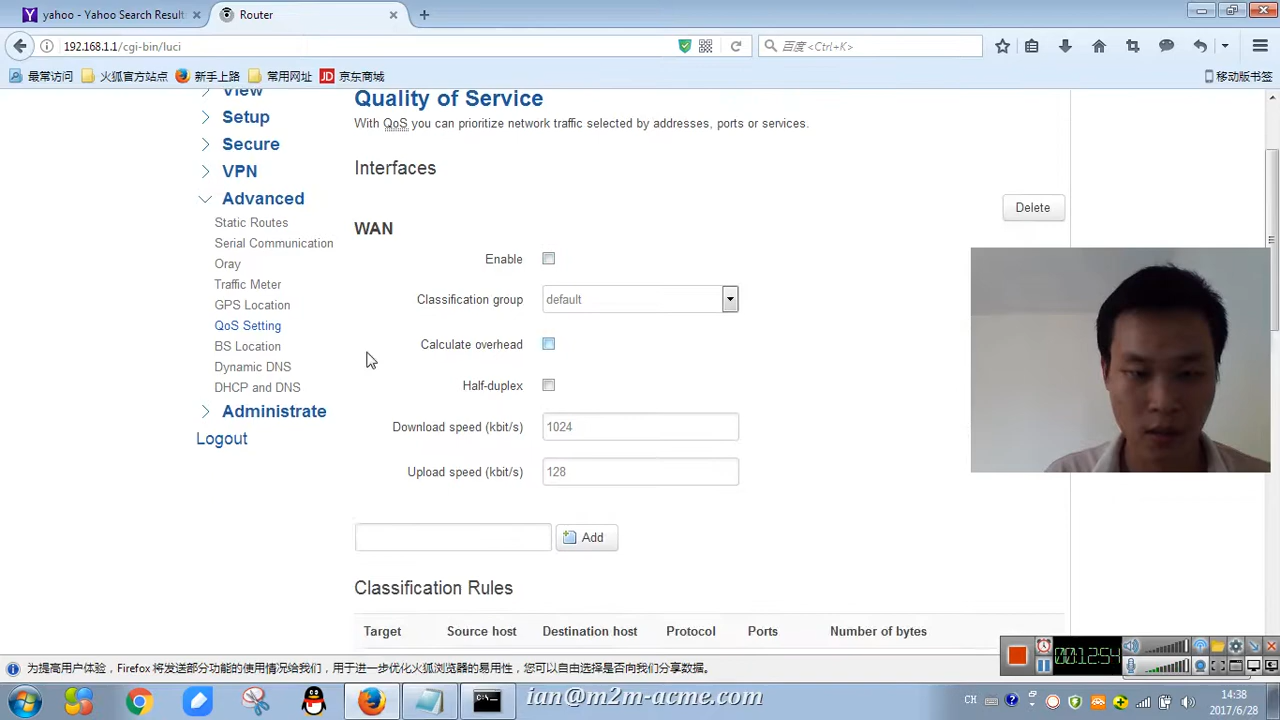 yahoo - Yahoo Search Result
Router
192.168.1.1/cgi-bin/luci
百度 <Ctrl+K>
最常访问
火狐官方站点
新手上路
常用网址
JD
京东商城
移动版书签
View
Setup
Secure
VPN
Advanced
Static Routes
Serial Communication
Oray
Traffic Meter
GPS Location
QoS Setting
BS Location
Dynamic DNS
DHCP and DNS
Administrate
Logout
Quality of Service
With QoS you can prioritize network traffic selected by addresses, ports or services.
Interfaces
Delete
WAN
Enable
Classification group
default
Calculate overhead
Half-duplex
Download speed (kbit/s)
1024
Upload speed (kbit/s)
128
Add
Classification Rules
Target Source host Destination host Protocol Ports Number of bytes
00:12:54
为提高用户体验，Firefox 将发送部分功能的使用情况给我们，用于进一步优化火狐浏览器的易用性，您可以自由选择是否向我们分享数据。
ian@m2m-acme.com
CH
14:38
2017/6/28